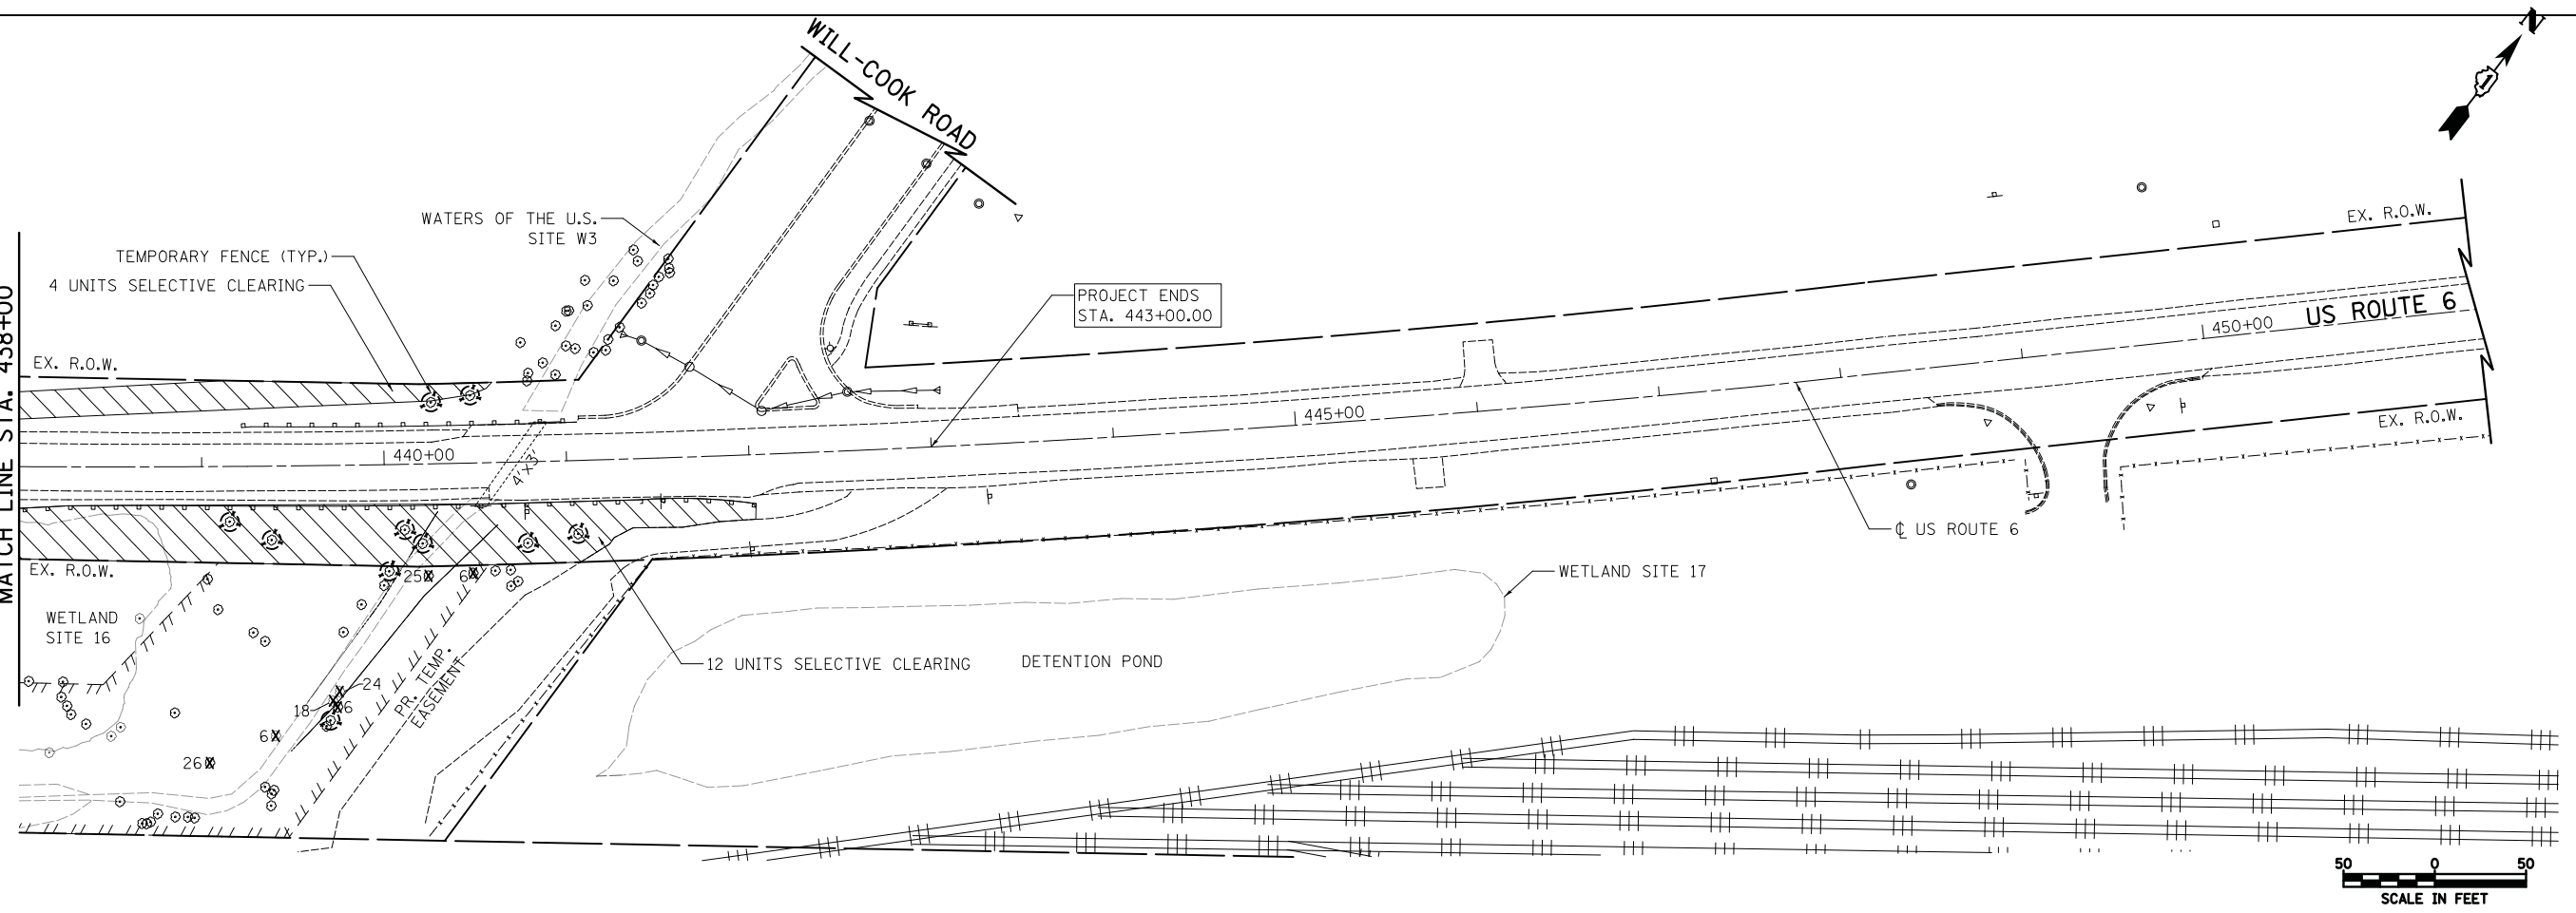 WILL-COOK ROAD
1
WATERS OF THE U.S.
SITE W3
TEMPORARY FENCE (TYP.)
4 UNITS SELECTIVE CLEARING
MATCH LINE STA. 438+00
EX. R.O.W.
PROJECT ENDS
STA. 443+00.00
EX. R.O.W.
US ROUTE 6
450+00
445+00
440+00
4'X3'
EX. R.O.W.
℄ US ROUTE 6
EX. R.O.W.
25
6
WETLAND SITE 17
WETLAND
SITE 16
12 UNITS SELECTIVE CLEARING
DETENTION POND
PR. TEMP.
EASEMENT
24
18
6
6
26
50 0 50
SCALE IN FEET
N